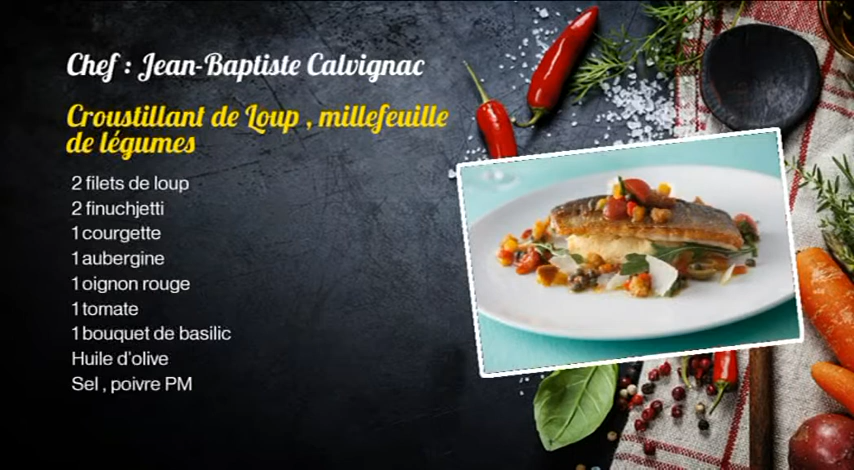 Chef : Jean-Baptiste Calvignac
Croustillant de Loup , millefeuille
de légumes
2 filets de loup
2 finuchjetti
1 courgette
1 aubergine
1 oignon rouge
1 tomate
1 bouquet de basilic
Huile d'olive
Sel , poivre PM